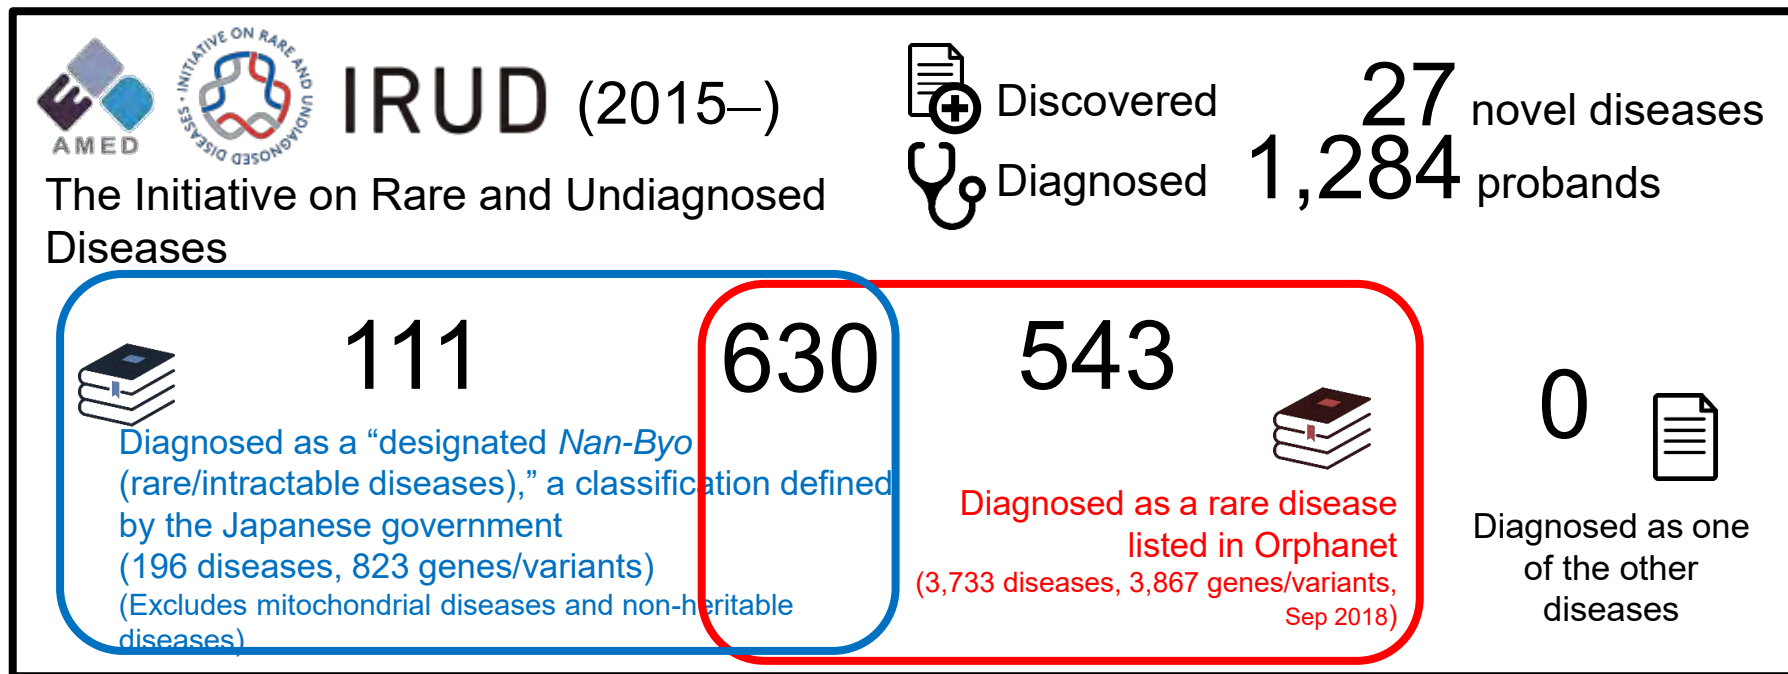 AMED
INITIATIVE ON RARE AND UNDIAGNOSED DISEASES ·
IRUD (2015–)
The Initiative on Rare and Undiagnosed
Diseases
Discovered 27 novel diseases
Diagnosed 1,284 probands
111
630
543
0
Diagnosed as a “designated Nan-Byo
(rare/intractable diseases),” a classification defined
by the Japanese government
(196 diseases, 823 genes/variants)
(Excludes mitochondrial diseases and non-heritable
diseases)
Diagnosed as a rare disease
listed in Orphanet
(3,733 diseases, 3,867 genes/variants,
Sep 2018)
Diagnosed as one
of the other
diseases